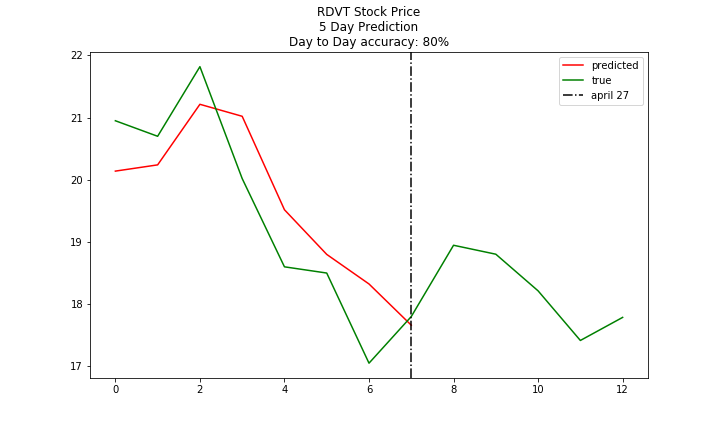 RDVT Stock Price
5 Day Prediction
Day to Day accuracy: 80%
predicted
true
april 27
22
21
20
19
18
17
0 2 4 6 8 10 12